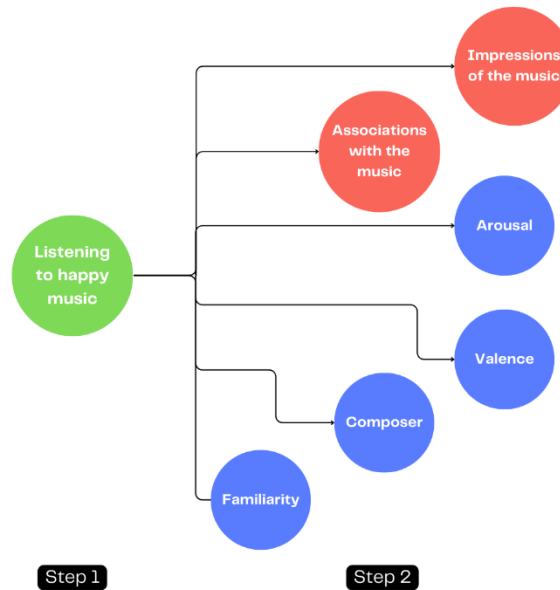 Impressions
of the music
Associations
with the
music
Arousal
Listening
to happy
music
Valence
Composer
Familiarity
Step 1
Step 2